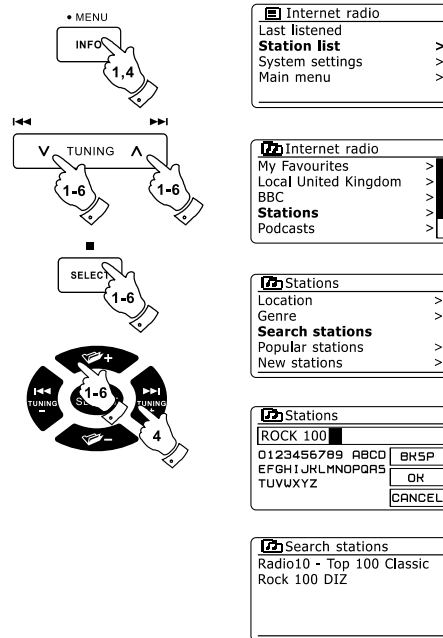 • MENU
INFO
1,4
TUNING
1-6
1-6
SELECT
1-6
+
1-6
TUNING
−
SE
TUNING
+
4
−
Internet radio
Last listened
Station list >
System settings >
Main menu >
Internet radio
My Favourites >
Local United Kingdom >
BBC >
Stations >
Podcasts >
Stations
Location >
Genre >
Search stations
Popular stations >
New stations >
Stations
ROCK 100
0123456789 ABCD BKSP
EFGHIJKLMNOPQRS OK
TUVWXYZ CANCEL
Search stations
Radio10 - Top 100 Classic
Rock 100 DIZ